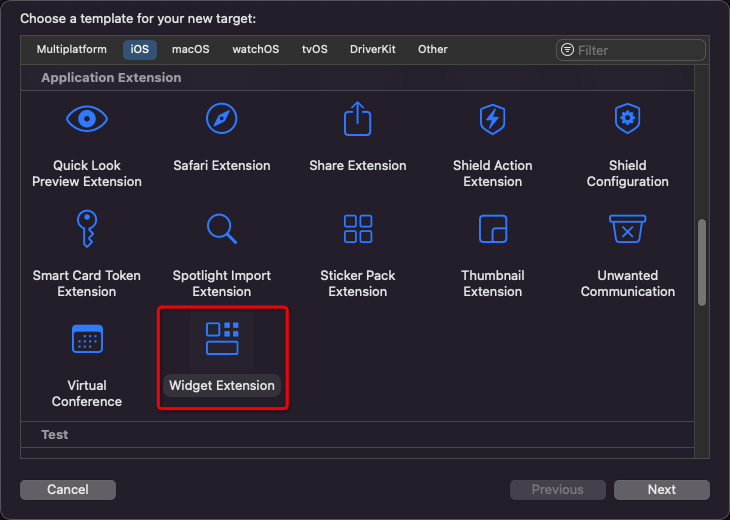 Choose a template for your new target:
Multiplatform iOS macOS watchOS tvOS DriverKit Other Filter
Application Extension
Quick Look
Preview Extension
Safari Extension
Share Extension
Shield Action
Extension
Shield
Configuration
Smart Card Token
Extension
Spotlight Import
Extension
Sticker Pack
Extension
Thumbnail
Extension
Unwanted
Communication
Virtual
Conference
Widget Extension
Test
Cancel Previous Next